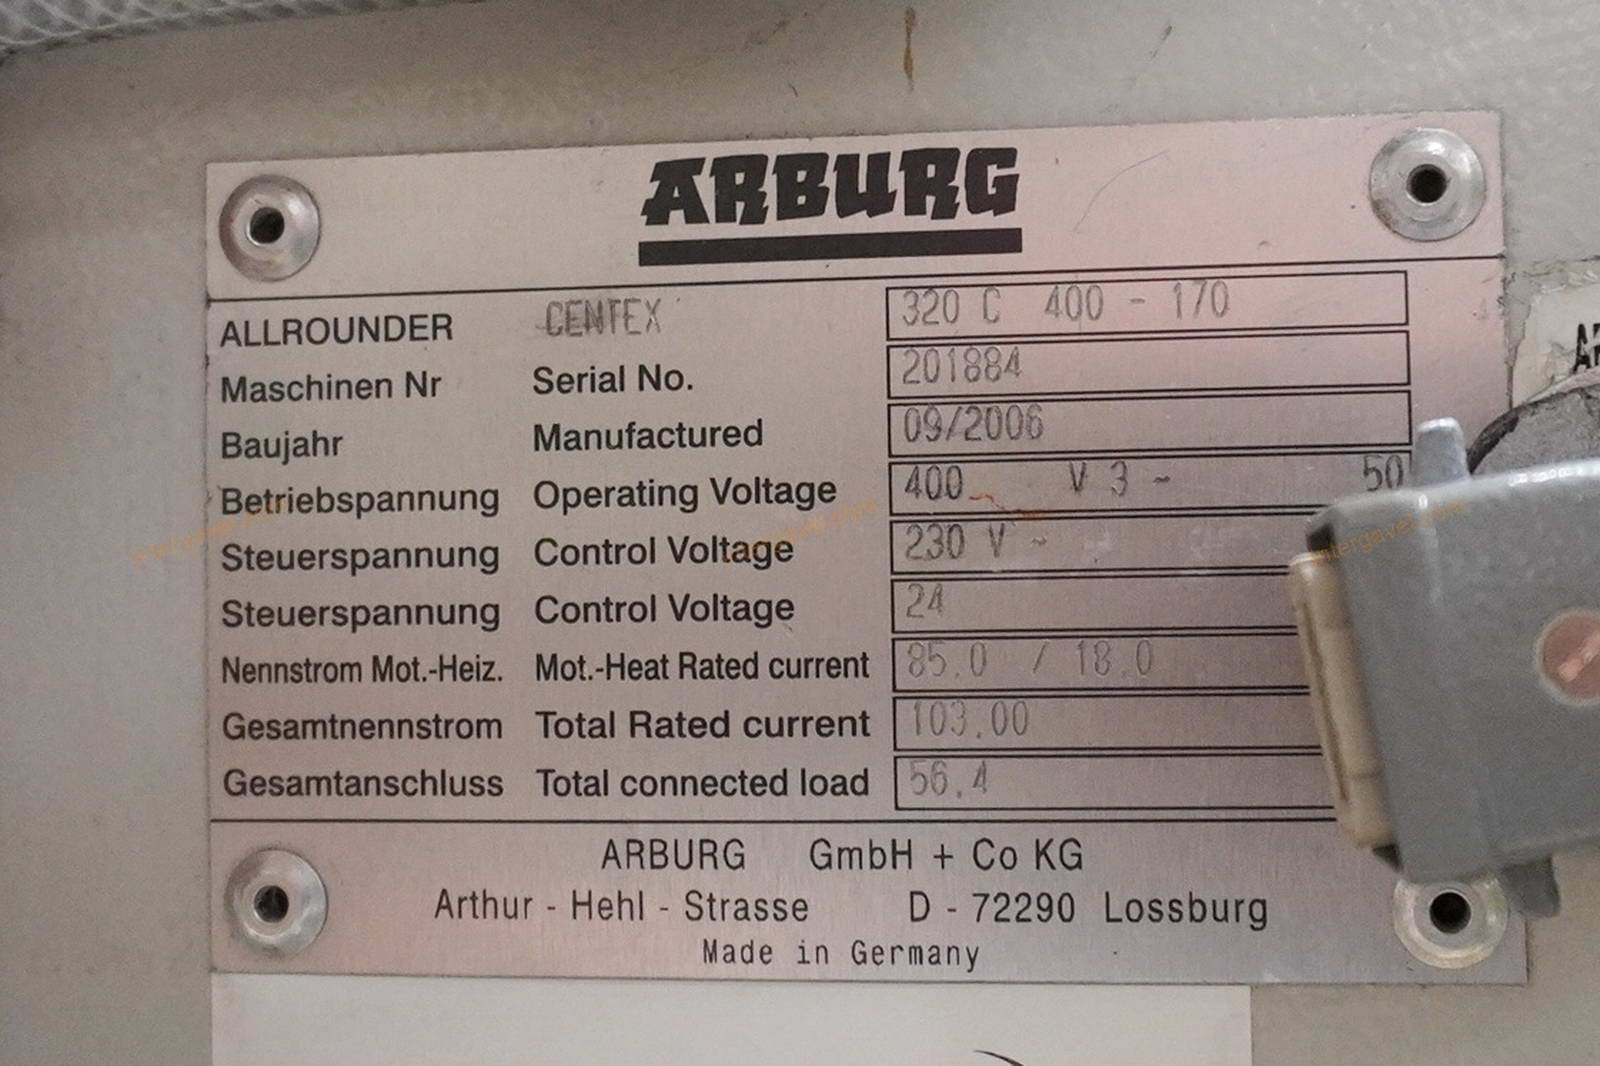 ARBURG
ALLROUNDER CENTEX 320 C 400 - 170
Maschinen Nr Serial No. 201884
Baujahr Manufactured 09/2006
Betriebspannung Operating Voltage 400 V 3 ~ 50
Steuerspannung Control Voltage 230 V ~
Steuerspannung Control Voltage 24
Nennstrom Mot.-Heiz. Mot.-Heat Rated current 85.0 / 18.0
Gesamtnennstrom Total Rated current 103.00
Gesamtanschluss Total connected load 56.4
ARBURG GmbH + Co KG
Arthur - Hehl - Strasse D - 72290 Lossburg
Made in Germany